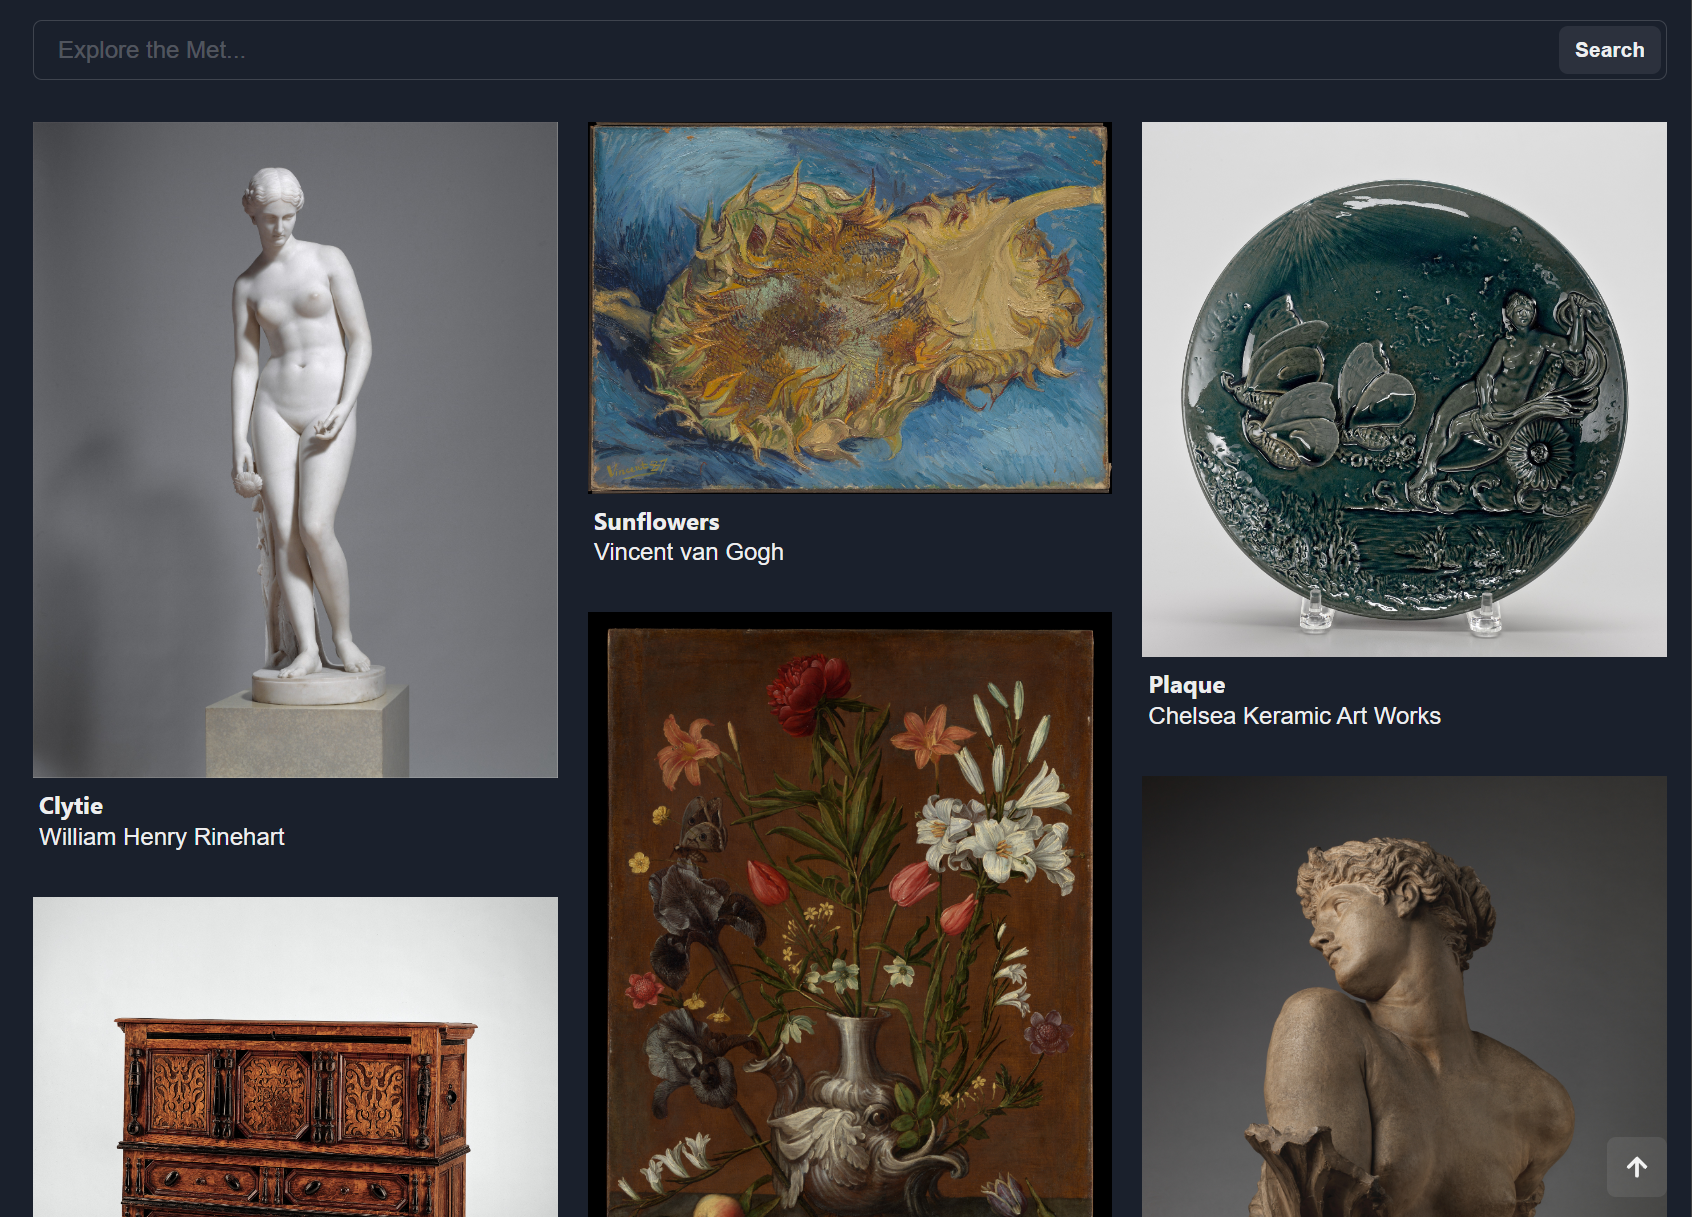 Explore the Met...
Search
Clytie
William Henry Rinehart
Sunflowers
Vincent van Gogh
Plaque
Chelsea Keramic Art Works